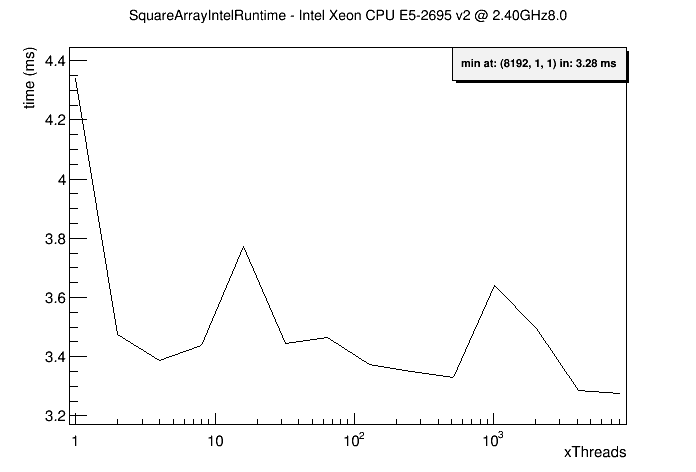 SquareArrayIntelRuntime - Intel Xeon CPU E5-2695 v2 @ 2.40GHz8.0
time (ms)
min at: (8192, 1, 1) in: 3.28 ms
4.4
4.2
4
3.8
3.6
3.4
3.2
1 10 10² 10³
xThreads